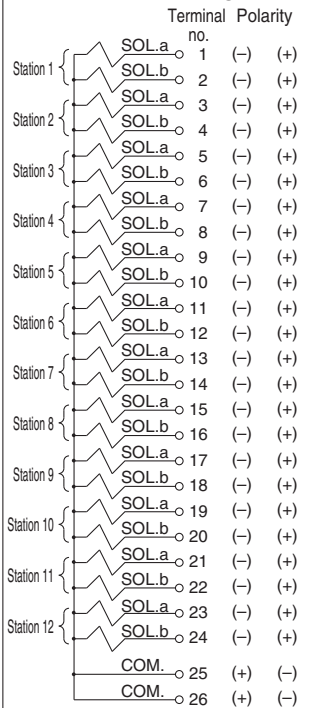 Terminal Polarity
no.
Station 1 SOL.a 1 (–) (+)
SOL.b 2 (–) (+)
Station 2 SOL.a 3 (–) (+)
SOL.b 4 (–) (+)
Station 3 SOL.a 5 (–) (+)
SOL.b 6 (–) (+)
Station 4 SOL.a 7 (–) (+)
SOL.b 8 (–) (+)
Station 5 SOL.a 9 (–) (+)
SOL.b 10 (–) (+)
Station 6 SOL.a 11 (–) (+)
SOL.b 12 (–) (+)
Station 7 SOL.a 13 (–) (+)
SOL.b 14 (–) (+)
Station 8 SOL.a 15 (–) (+)
SOL.b 16 (–) (+)
Station 9 SOL.a 17 (–) (+)
SOL.b 18 (–) (+)
Station 10 SOL.a 19 (–) (+)
SOL.b 20 (–) (+)
Station 11 SOL.a 21 (–) (+)
SOL.b 22 (–) (+)
Station 12 SOL.a 23 (–) (+)
SOL.b 24 (–) (+)
COM. 25 (+) (–)
COM. 26 (+) (–)